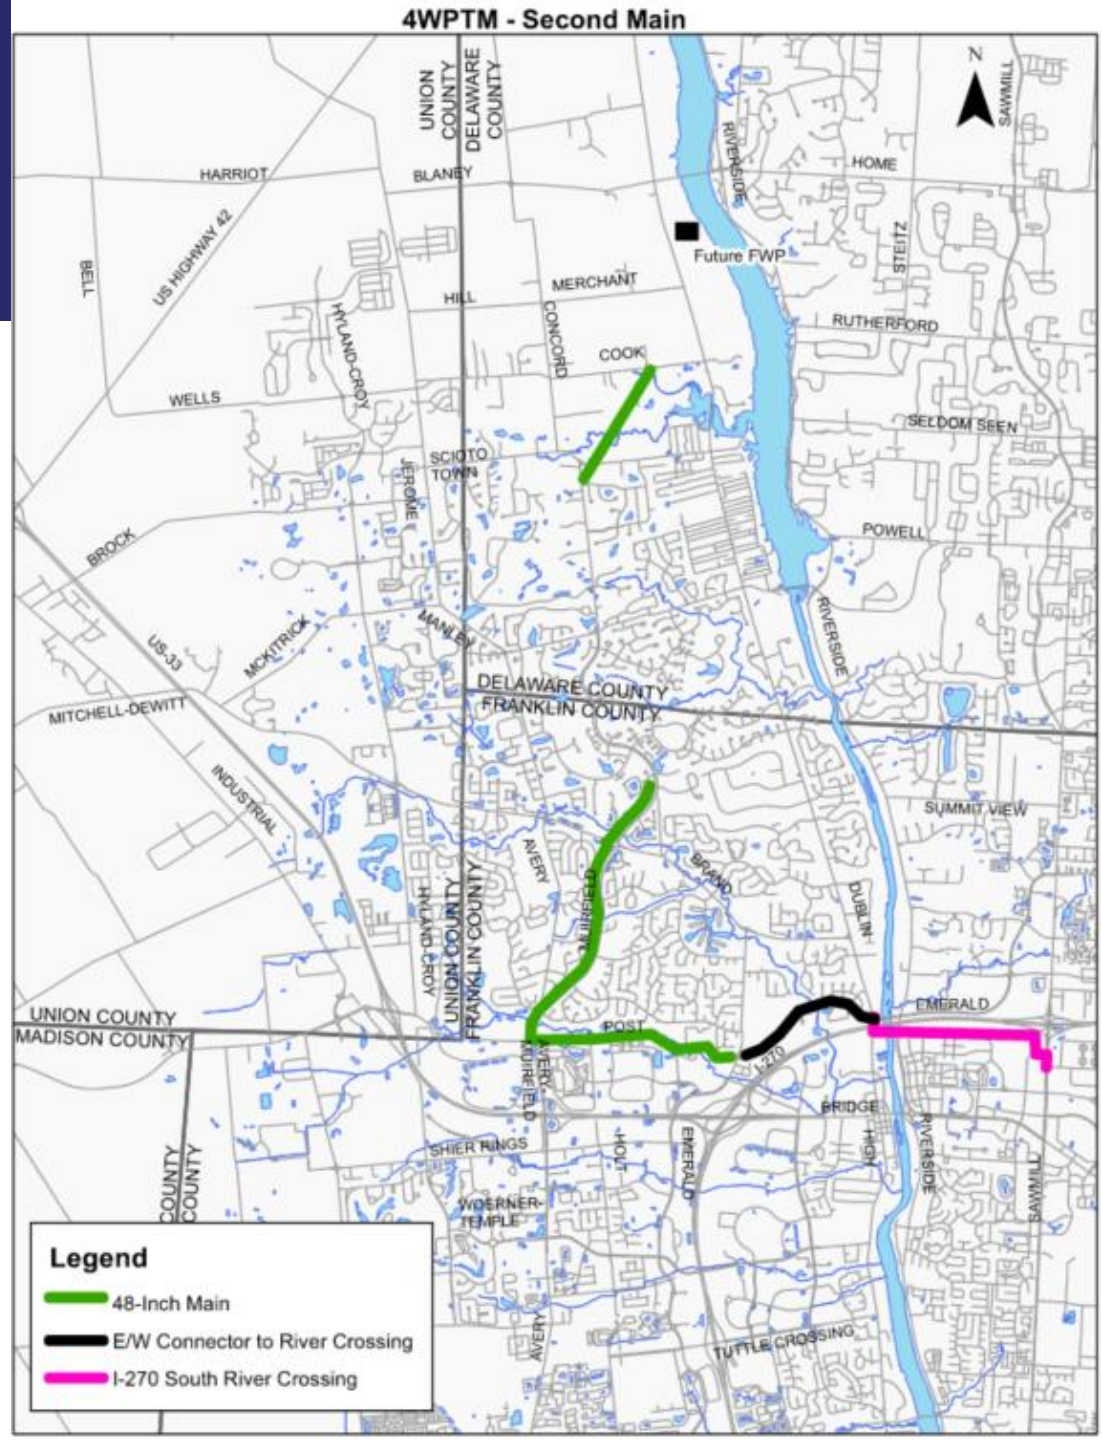 4WPTM - Second Main
N
UNION
COUNTY
DELAWARE
COUNTY
SAWMILL
RIVERSIDE
HOME
HARRIOT
BLANEY
US HIGHWAY 42
BELL
STEITZ
Future FWP
MERCHANT
HILL
CONCORD
HYLAND-CROY
RUTHERFORD
COOK
WELLS
SELDOM SEEN
SCIOTO
TOWN
JEROME
BROCK
POWELL
MANLEY
RIVERSIDE
US-33
MCKITRICK
DELAWARE COUNTY
FRANKLIN COUNTY
MITCHELL-DEWITT
INDUSTRIAL
SUMMIT VIEW
AVERY
BRAND
MUIRFIELD
DUBLIN
HYLAND-CROY
UNION COUNTY
FRANKLIN COUNTY
EMERALD
UNION COUNTY
MADISON COUNTY
POST
I-270
AVERY-
MUIRFIELD
BRIDGE
HIGH
RIVERSIDE
SHIER RINGS
HOLT
EMERALD
SAWMILL
COUNTY
COUNTY
WOERNER-
TEMPLE
AVERY
TUTTLE CROSSING
Legend
48-Inch Main
E/W Connector to River Crossing
I-270 South River Crossing